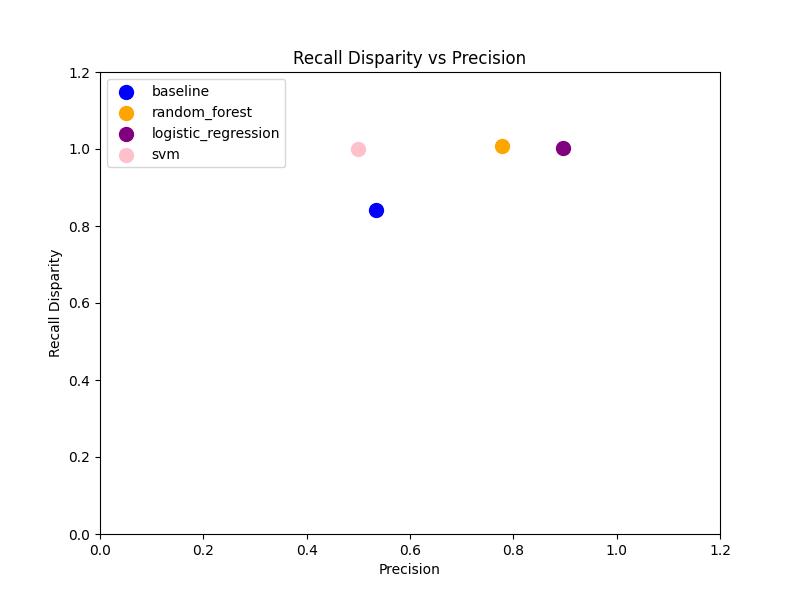 Recall Disparity vs Precision
baseline
random_forest
logistic_regression
svm
1.2
1.0
0.8
0.6
0.4
0.2
0.0
Recall Disparity
0.0 0.2 0.4 0.6 0.8 1.0 1.2
Precision